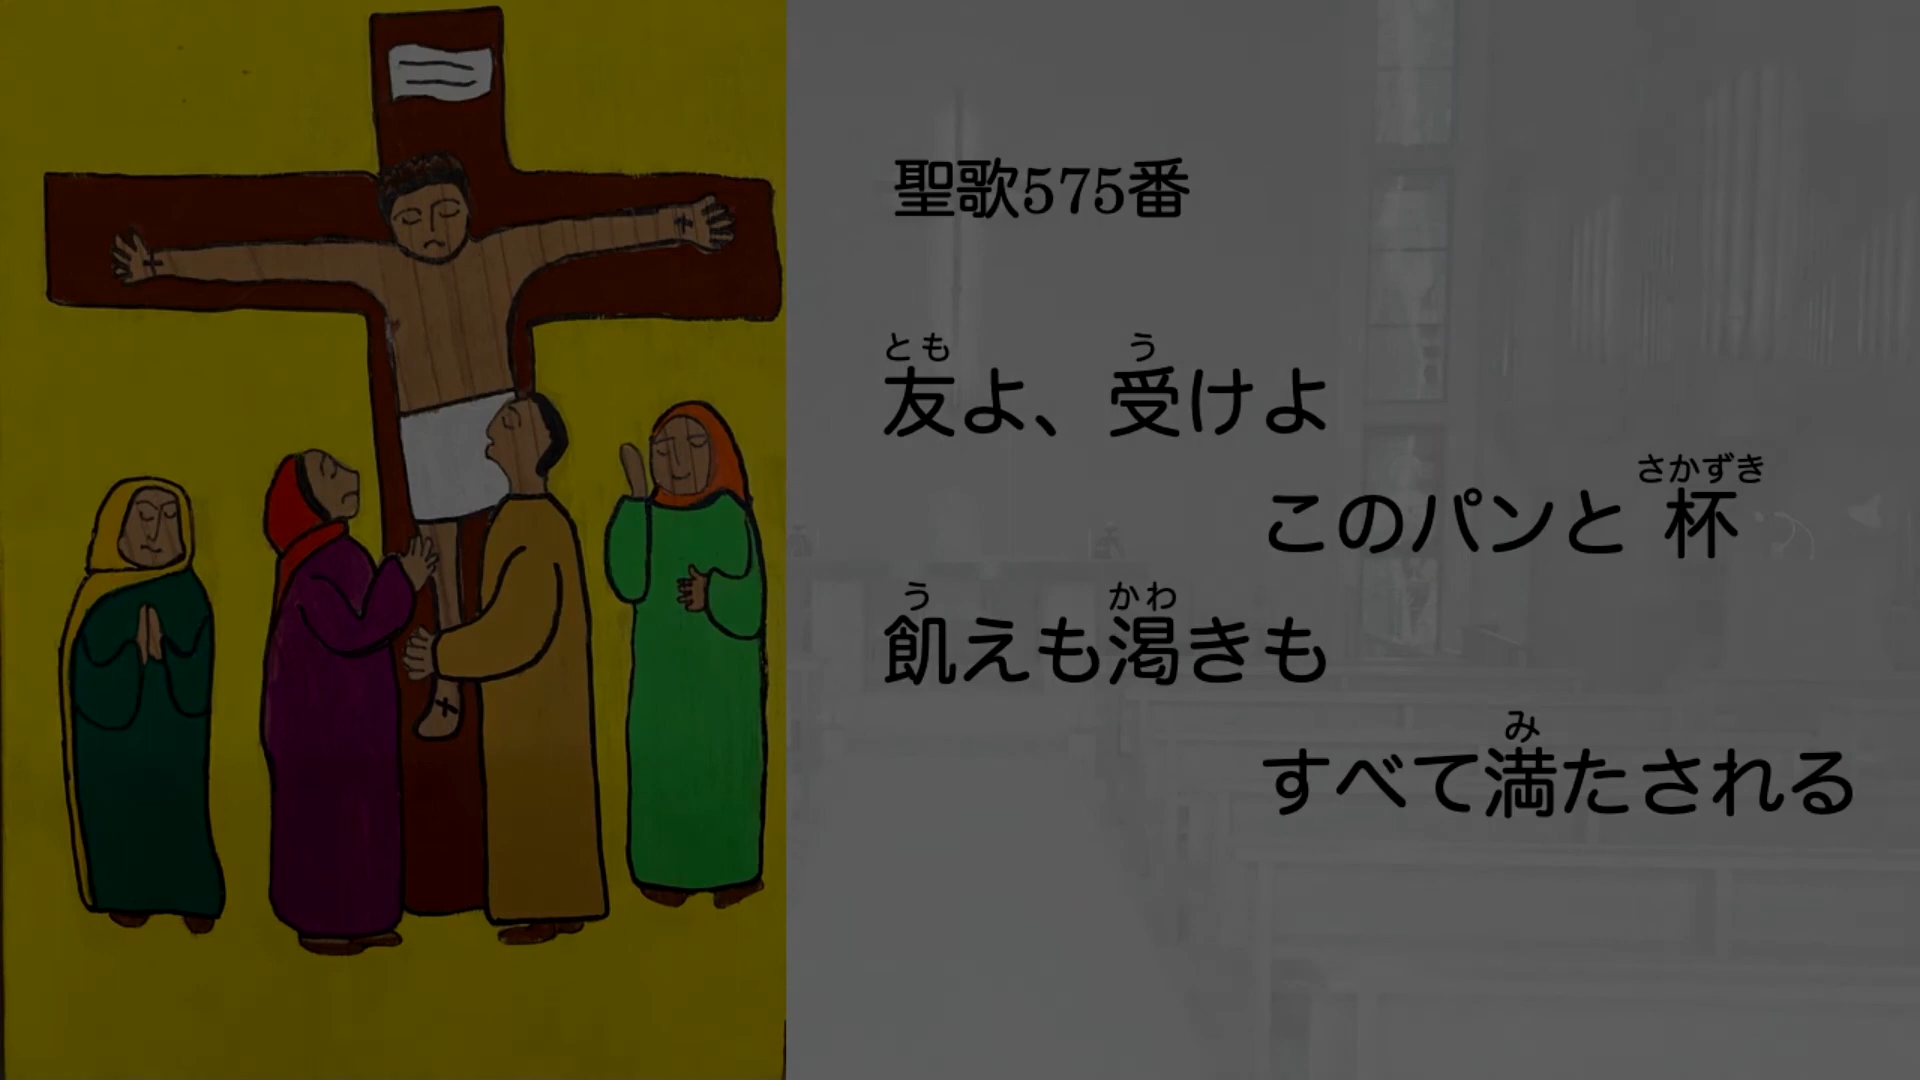 聖歌575番
とも う
友よ、受けよ
さかずき
このパンと 杯
う かわ
飢えも渇きも
み
すべて満たされる